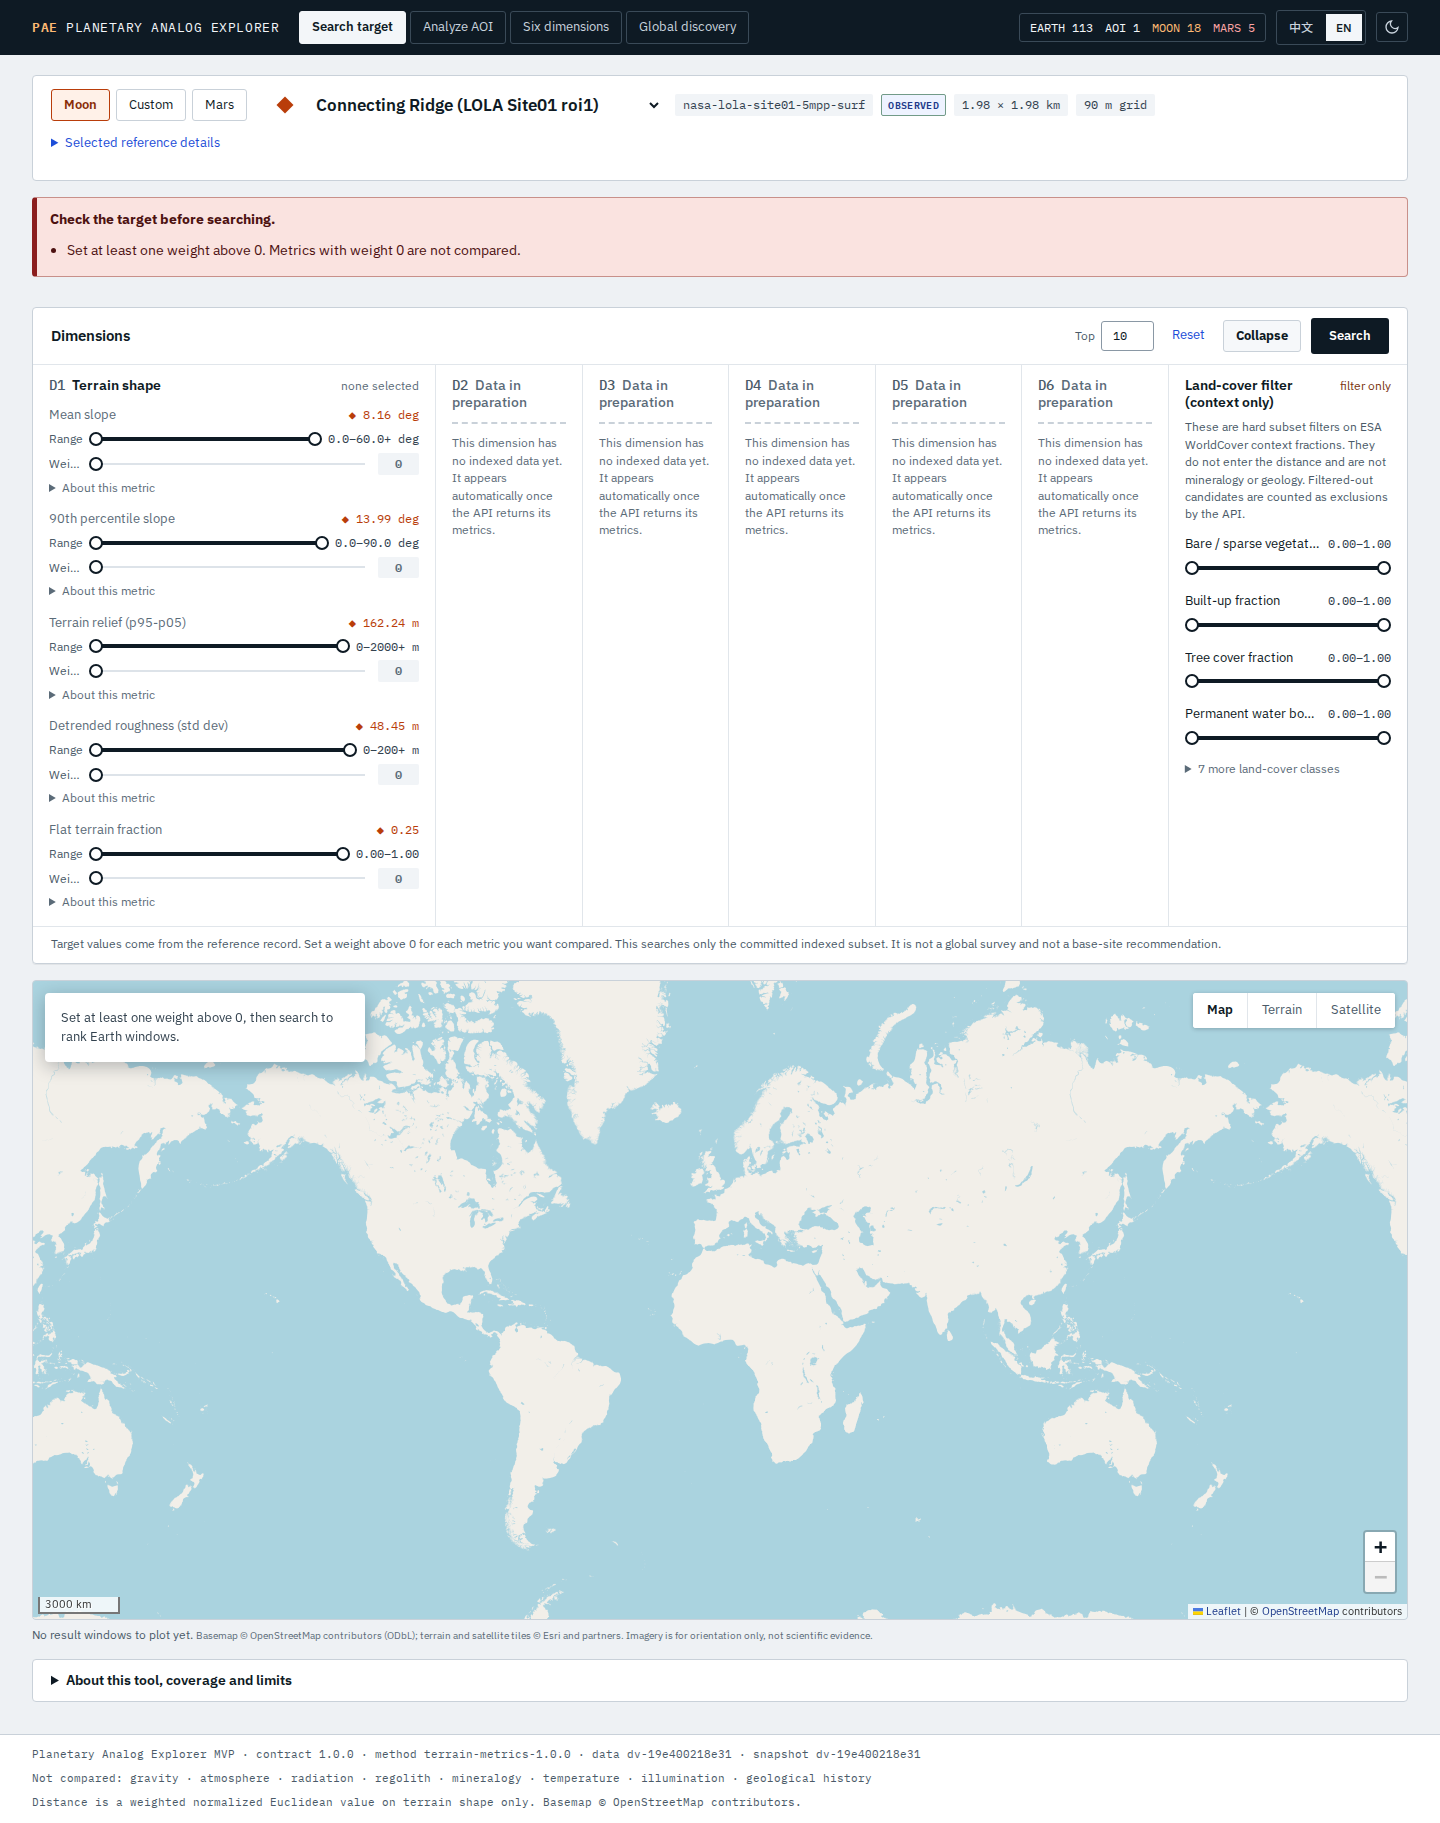 PAE PLANETARY ANALOG EXPLORER
Search target
Analyze AOI
Six dimensions
Global discovery
EARTH 113 AOI 1 MOON 18 MARS 5
中文
EN
Moon
Custom
Mars
Connecting Ridge (LOLA Site01 roi1)
nasa-lola-site01-5mpp-surf
OBSERVED
1.98 × 1.98 km
90 m grid
Selected reference details
Check the target before searching.
Set at least one weight above 0. Metrics with weight 0 are not compared.
Dimensions
Top 10
Reset
Collapse
Search
D1 Terrain shape
none selected
Mean slope
◆ 8.16 deg
Range
0.0–60.0+ deg
Wei...
0
About this metric
90th percentile slope
◆ 13.99 deg
Range
0.0–90.0 deg
Wei...
0
About this metric
Terrain relief (p95-p05)
◆ 162.24 m
Range
0–2000+ m
Wei...
0
About this metric
Detrended roughness (std dev)
◆ 48.45 m
Range
0–200+ m
Wei...
0
About this metric
Flat terrain fraction
◆ 0.25
Range
0.00–1.00
Wei...
0
About this metric
D2 Data in
preparation
This dimension has
no indexed data yet.
It appears
automatically once
the API returns its
metrics.
D3 Data in
preparation
This dimension has
no indexed data yet.
It appears
automatically once
the API returns its
metrics.
D4 Data in
preparation
This dimension has
no indexed data yet.
It appears
automatically once
the API returns its
metrics.
D5 Data in
preparation
This dimension has
no indexed data yet.
It appears
automatically once
the API returns its
metrics.
D6 Data in
preparation
This dimension has
no indexed data yet.
It appears
automatically once
the API returns its
metrics.
Land-cover filter
(context only)
filter only
These are hard subset filters on ESA
WorldCover context fractions. They
do not enter the distance and are not
mineralogy or geology. Filtered-out
candidates are counted as exclusions
by the API.
Bare / sparse vegetat... 0.00–1.00
Built-up fraction 0.00–1.00
Tree cover fraction 0.00–1.00
Permanent water bo... 0.00–1.00
7 more land-cover classes
Target values come from the reference record. Set a weight above 0 for each metric you want compared. This searches only the committed indexed subset. It is not a global survey and not a base-site recommendation.
Set at least one weight above 0, then search to
rank Earth windows.
Map
Terrain
Satellite
+
−
3000 km
Leaflet | © OpenStreetMap contributors
No result windows to plot yet. Basemap © OpenStreetMap contributors (ODbL); terrain and satellite tiles © Esri and partners. Imagery is for orientation only, not scientific evidence.
About this tool, coverage and limits
Planetary Analog Explorer MVP · contract 1.0.0 · method terrain-metrics-1.0.0 · data dv-19e400218e31 · snapshot dv-19e400218e31
Not compared: gravity · atmosphere · radiation · regolith · mineralogy · temperature · illumination · geological history
Distance is a weighted normalized Euclidean value on terrain shape only. Basemap © OpenStreetMap contributors.